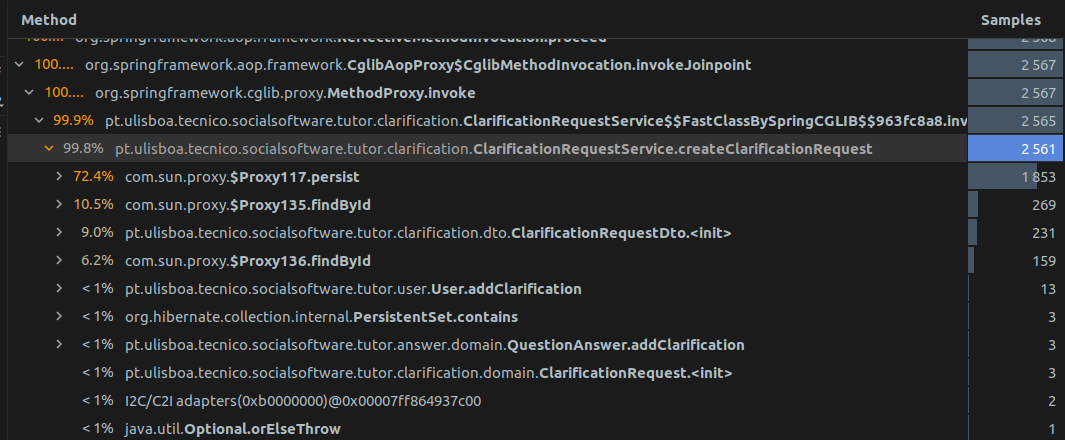 Method Samples
100.... org.springframework.aop.framework.ReflectiveMethodInvocation.proceed 2 568
100.... org.springframework.aop.framework.CglibAopProxy$CglibMethodInvocation.invokeJoinpoint 2 567
100.... org.springframework.cglib.proxy.MethodProxy.invoke 2 567
99.9% pt.ulisboa.tecnico.socialsoftware.tutor.clarification.ClarificationRequestService$$FastClassBySpringCGLIB$$963fc8a8.inv 2 565
99.8% pt.ulisboa.tecnico.socialsoftware.tutor.clarification.ClarificationRequestService.createClarificationRequest 2 561
72.4% com.sun.proxy.$Proxy117.persist 1 853
10.5% com.sun.proxy.$Proxy135.findById 269
9.0% pt.ulisboa.tecnico.socialsoftware.tutor.clarification.dto.ClarificationRequestDto.<init> 231
6.2% com.sun.proxy.$Proxy136.findById 159
< 1% pt.ulisboa.tecnico.socialsoftware.tutor.user.User.addClarification 13
< 1% org.hibernate.collection.internal.PersistentSet.contains 3
< 1% pt.ulisboa.tecnico.socialsoftware.tutor.answer.domain.QuestionAnswer.addClarification 3
< 1% pt.ulisboa.tecnico.socialsoftware.tutor.clarification.domain.ClarificationRequest.<init> 3
< 1% I2C/C2I adapters(0xb0000000)@0x00007ff864937c00 2
< 1% java.util.Optional.orElseThrow 1